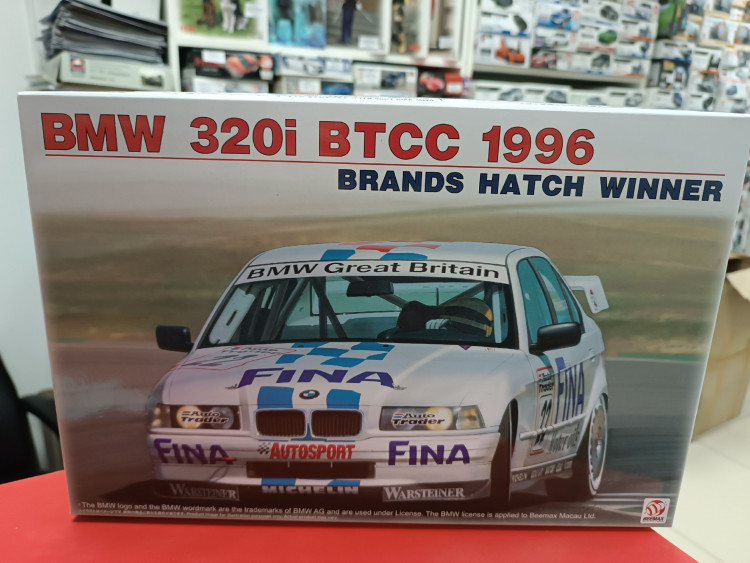 BMW 320i BTCC 1996
BRANDS HATCH WINNER
BMW Great Britain
FINA
Auto Trader
Auto Trader
FINA
22
FINA
AUTOSPORT
FINA
WARSTEINER
MICHELIN
WARSTEINER
The BMW logo and the BMW wordmark are the trademarks of BMW AG and are used under License. The BMW license is applied to Beemax Macau Ltd.
BEEMAX